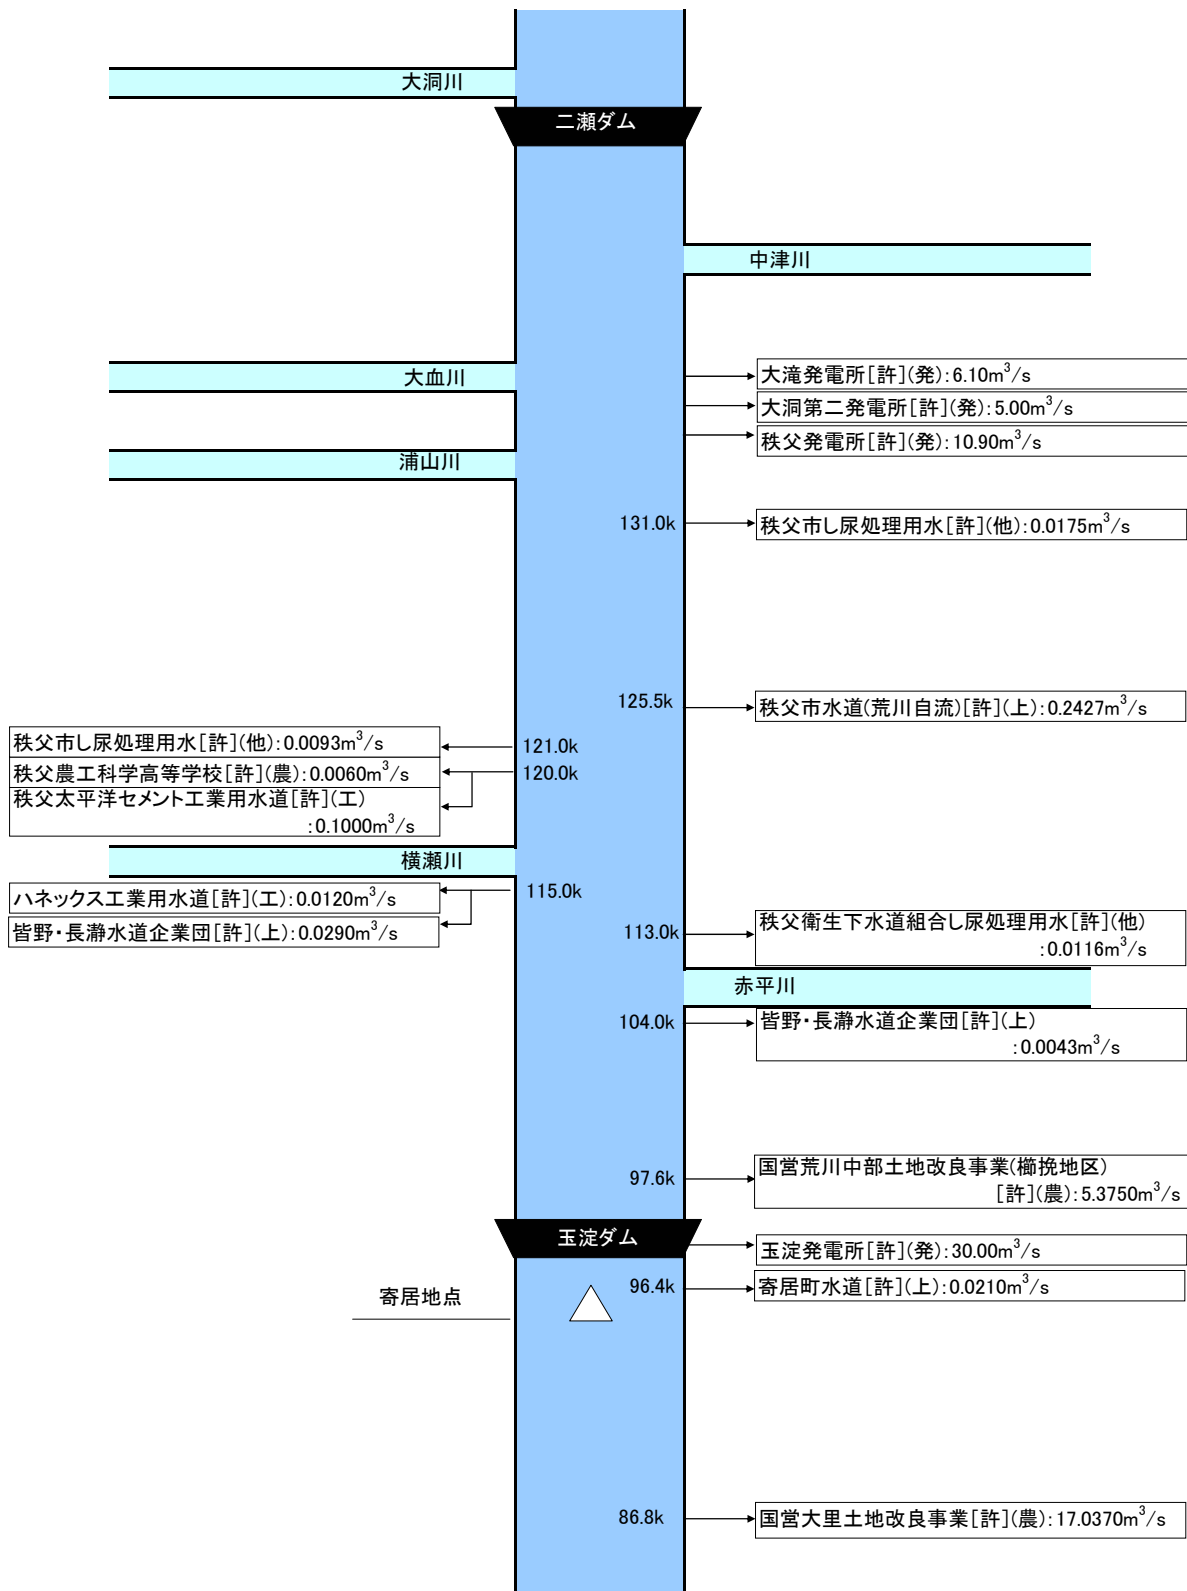 大洞川
二瀬ダム
中津川
大血川
大滝発電所[許](発):6.10m³/s
大洞第二発電所[許](発):5.00m³/s
秩父発電所[許](発):10.90m³/s
浦山川
131.0k
秩父市し尿処理用水[許](他):0.0175m³/s
125.5k
秩父市水道(荒川自流)[許](上):0.2427m³/s
秩父市し尿処理用水[許](他):0.0093m³/s
121.0k
秩父農工科学高等学校[許](農):0.0060m³/s
120.0k
秩父太平洋セメント工業用水道[許](工)
:0.1000m³/s
横瀬川
ハネックス工業用水道[許](工):0.0120m³/s
115.0k
皆野・長瀞水道企業団[許](上):0.0290m³/s
113.0k
秩父衛生下水道組合し尿処理用水[許](他)
:0.0116m³/s
赤平川
104.0k
皆野・長瀞水道企業団[許](上)
:0.0043m³/s
97.6k
国営荒川中部土地改良事業(櫛挽地区)
[許](農):5.3750m³/s
玉淀ダム
玉淀発電所[許](発):30.00m³/s
96.4k
寄居町水道[許](上):0.0210m³/s
寄居地点
86.8k
国営大里土地改良事業[許](農):17.0370m³/s